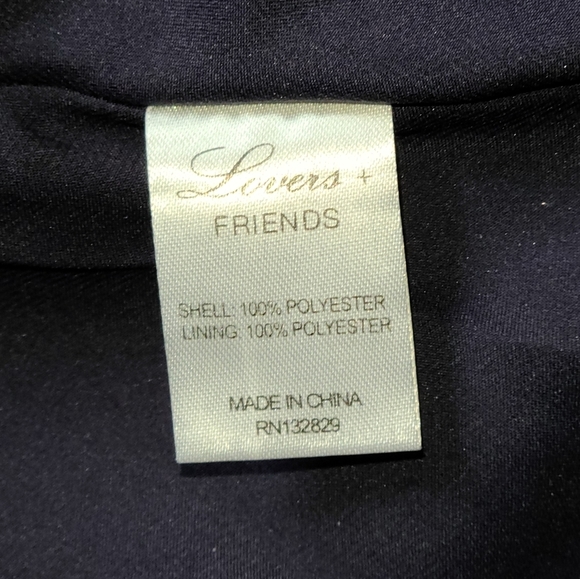 Lovers +
FRIENDS
SHELL: 100% POLYESTER
LINING: 100% POLYESTER
MADE IN CHINA
RN132829